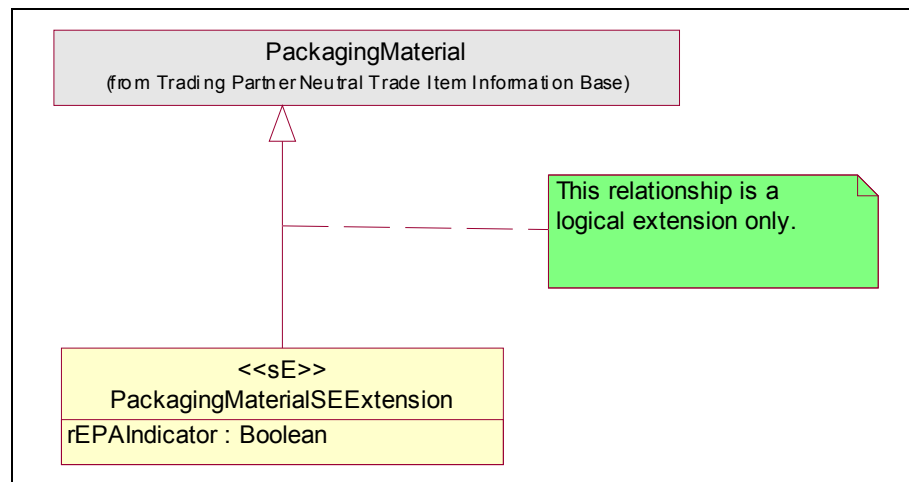 PackagingMaterial
(from Trading Partner Neutral Trade Item Information Base)
This relationship is a
logical extension only.
<<sE>>
PackagingMaterialSEExtension
rEPAIndicator : Boolean